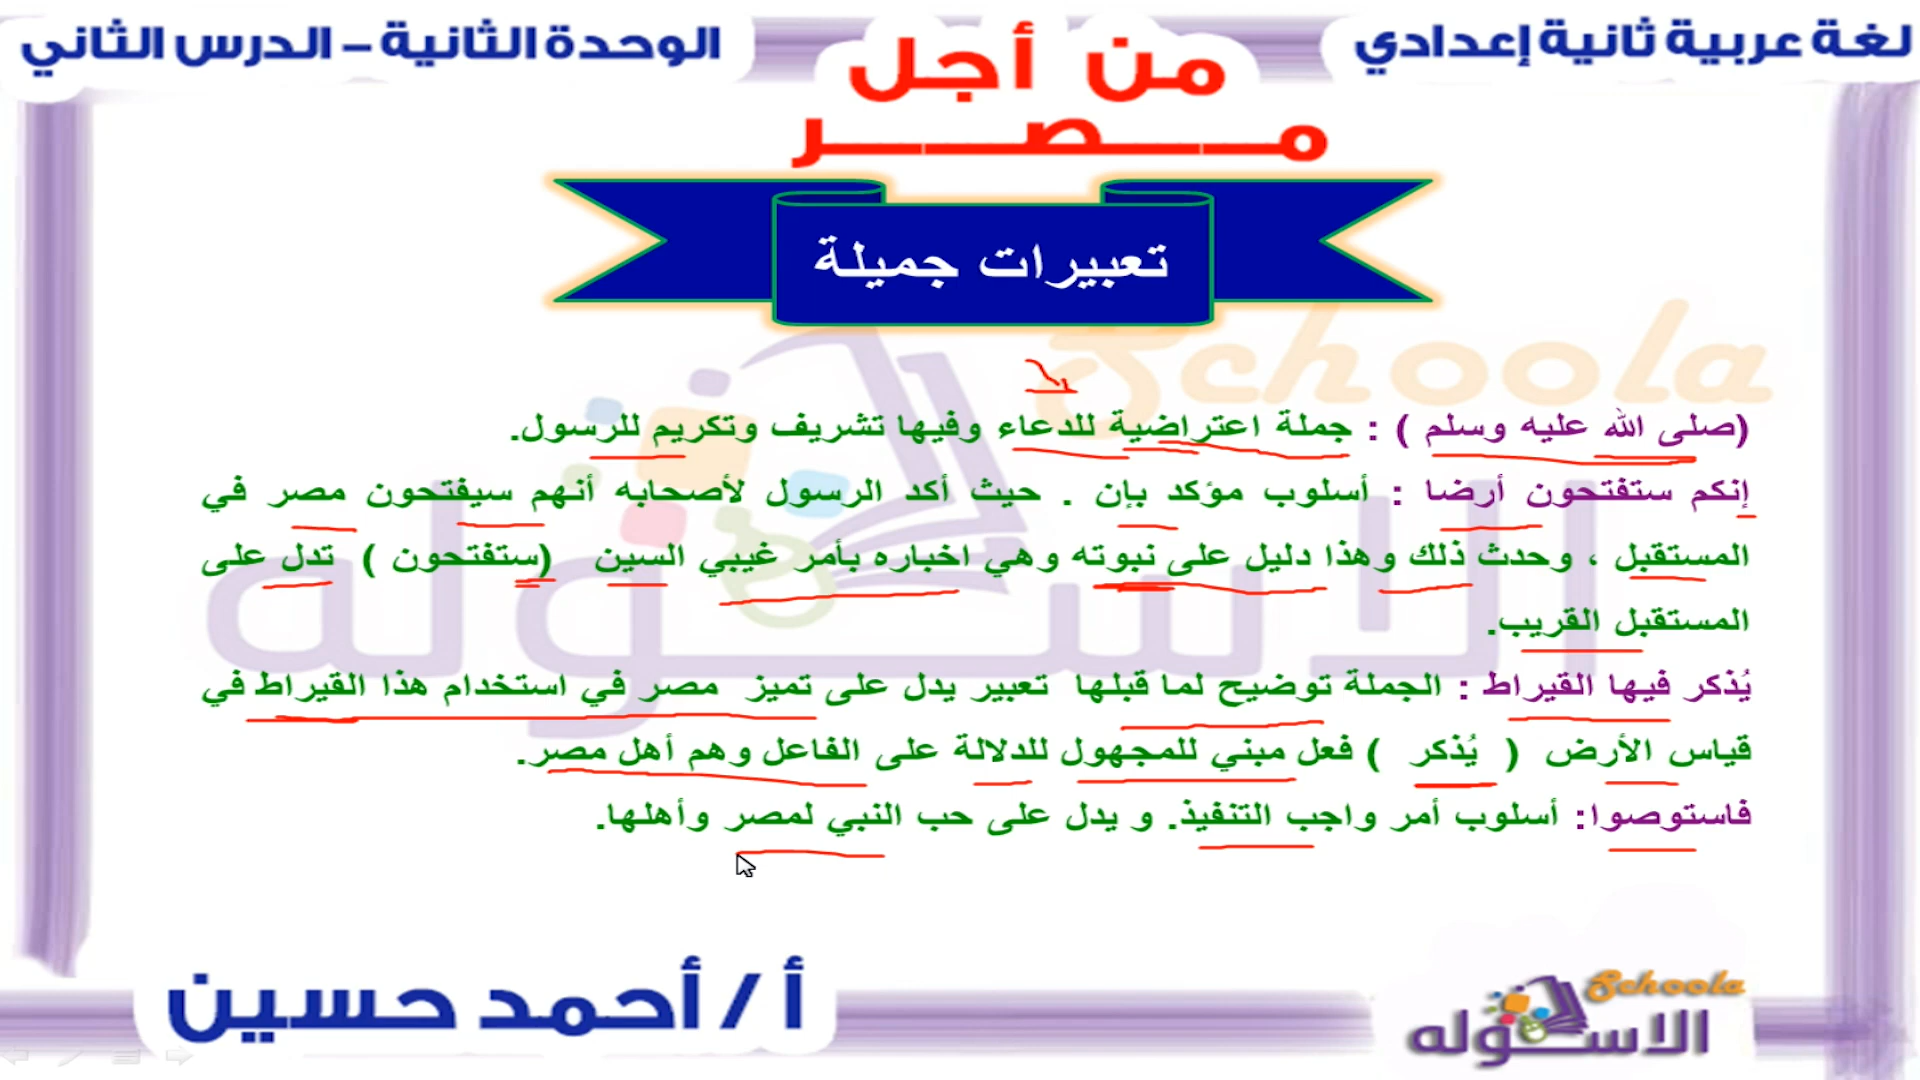 لغة عربية ثانية إعدادي
من أجل
الوحدة الثانية – الدرس الثاني
مـــصـــر
تعبيرات جميلة
(صلى الله عليه وسلم ) : جملة اعتراضية للدعاء وفيها تشريف وتكريم للرسول.
إنكم ستفتحون أرضا : أسلوب مؤكد بإن . حيث أكد الرسول لأصحابه أنهم سيفتحون مصر في
المستقبل ، وحدث ذلك وهذا دليل على نبوته وهي اخباره بأمر غيبي السين (ستفتحون ) تدل على
المستقبل القريب.
يُذكر فيها القيراط : الجملة توضيح لما قبلها تعبير يدل على تميز مصر في استخدام هذا القيراط في
قياس الأرض ( يُذكر ) فعل مبني للمجهول للدلالة على الفاعل وهم أهل مصر.
فاستوصوا: أسلوب أمر واجب التنفيذ. و يدل على حب النبي لمصر وأهلها.
Schoola
الاسـوله
أ / أحمد حسين
Schoola
الاسـوله